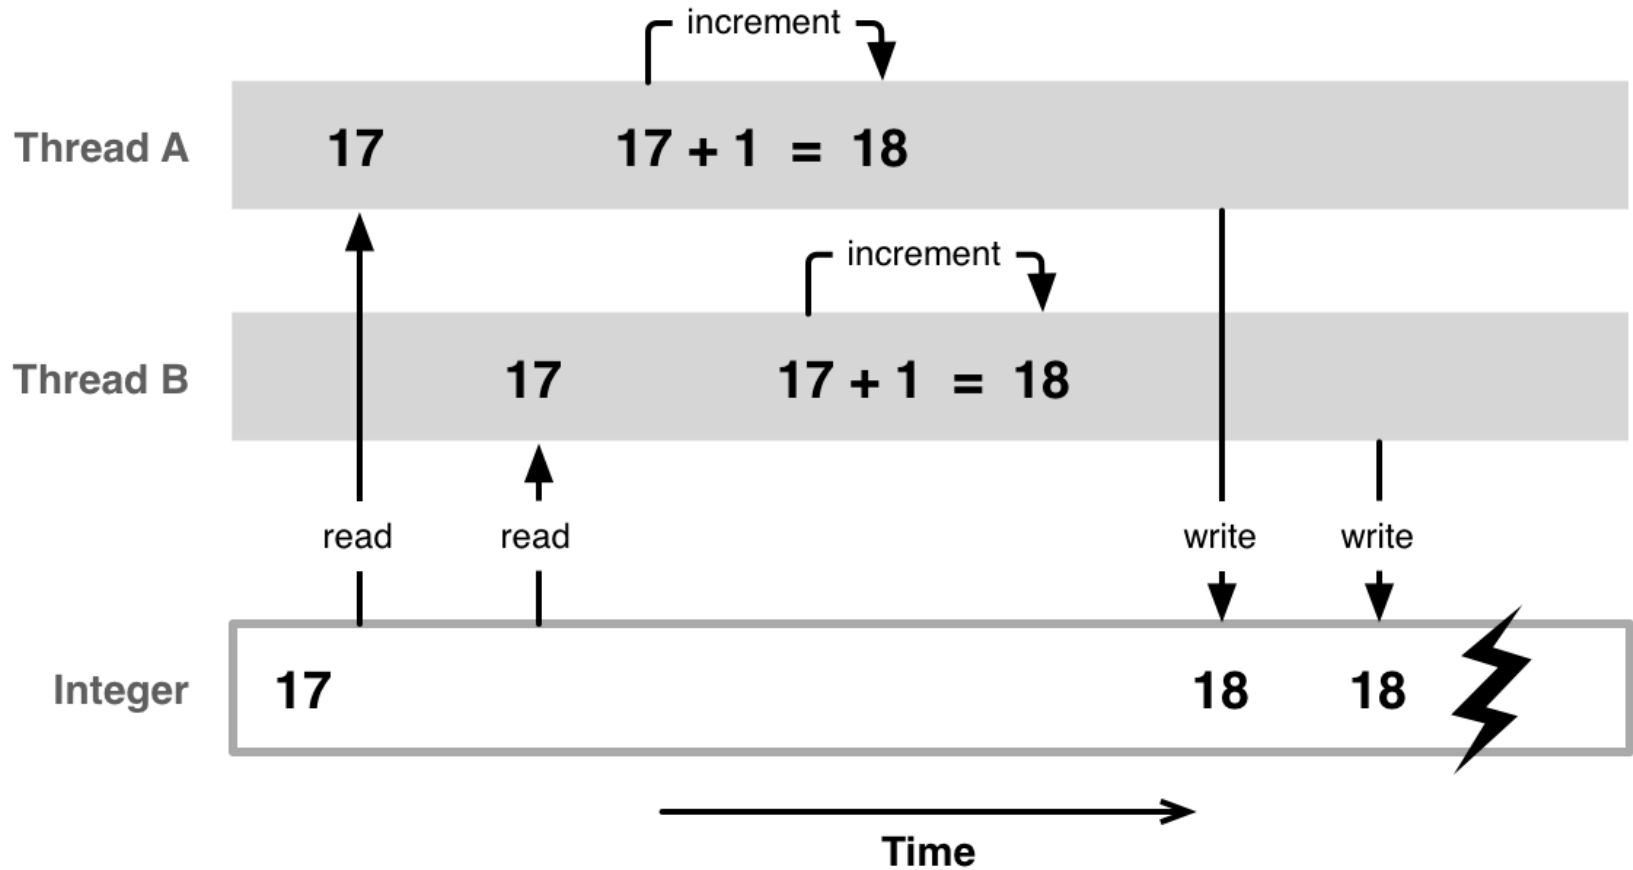 increment
Thread A 17 17 + 1 = 18
increment
Thread B 17 17 + 1 = 18
read read write write
Integer 17 18 18
Time